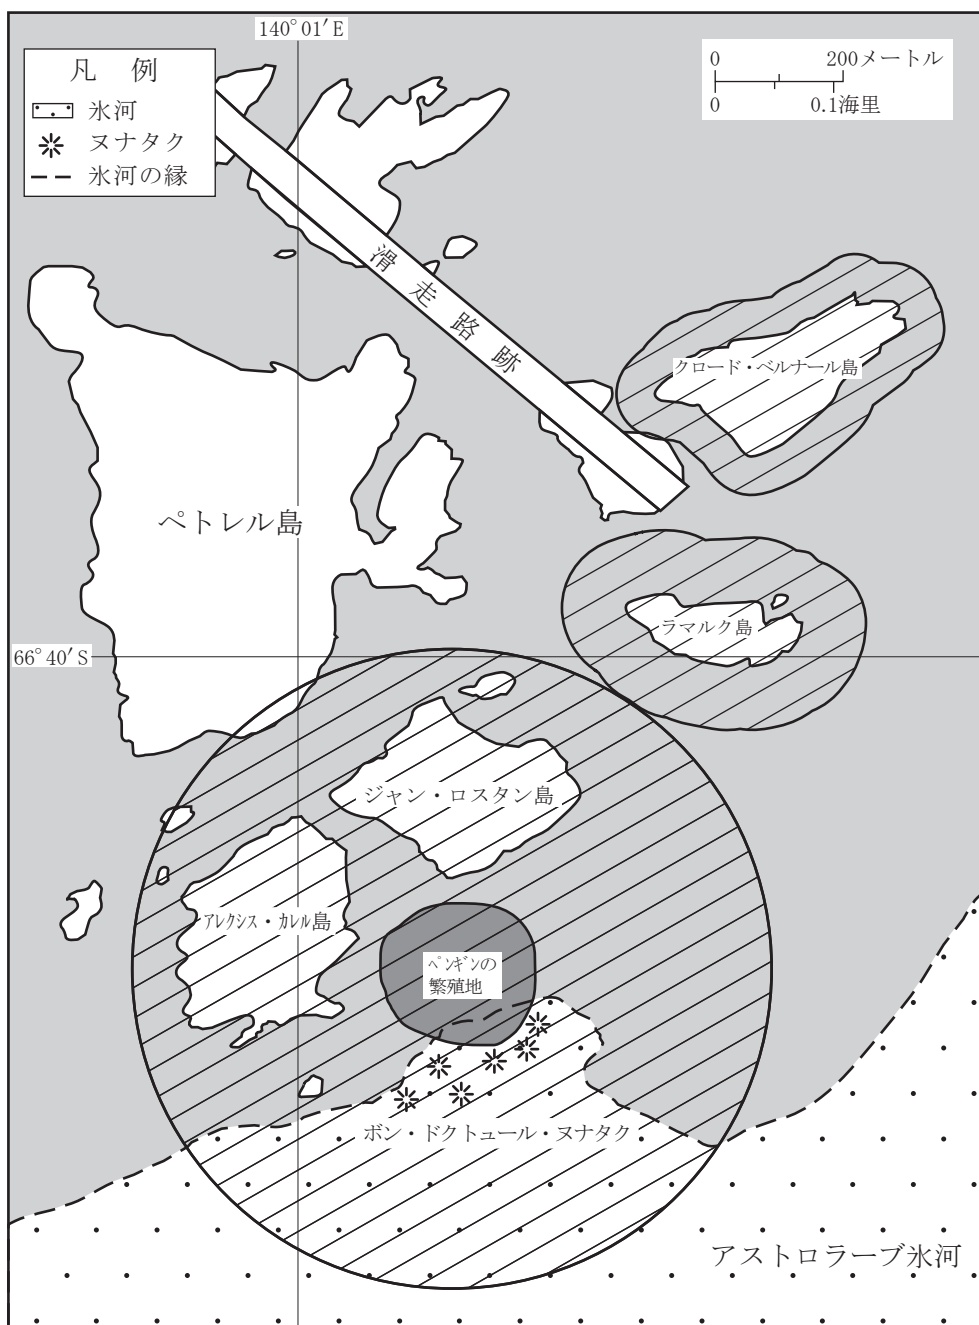 140°01′E
凡 例
氷河
ヌナタク
氷河の縁
0 200メートル
0 0.1海里
滑走路跡
クロード・ベルナール島
ペトレル島
ラマルク島
66°40′S
ジャン・ロスタン島
アレクシス・カレル島
ペンギンの
繁殖地
ボン・ドクトュール・ヌナタク
アストロラーブ氷河